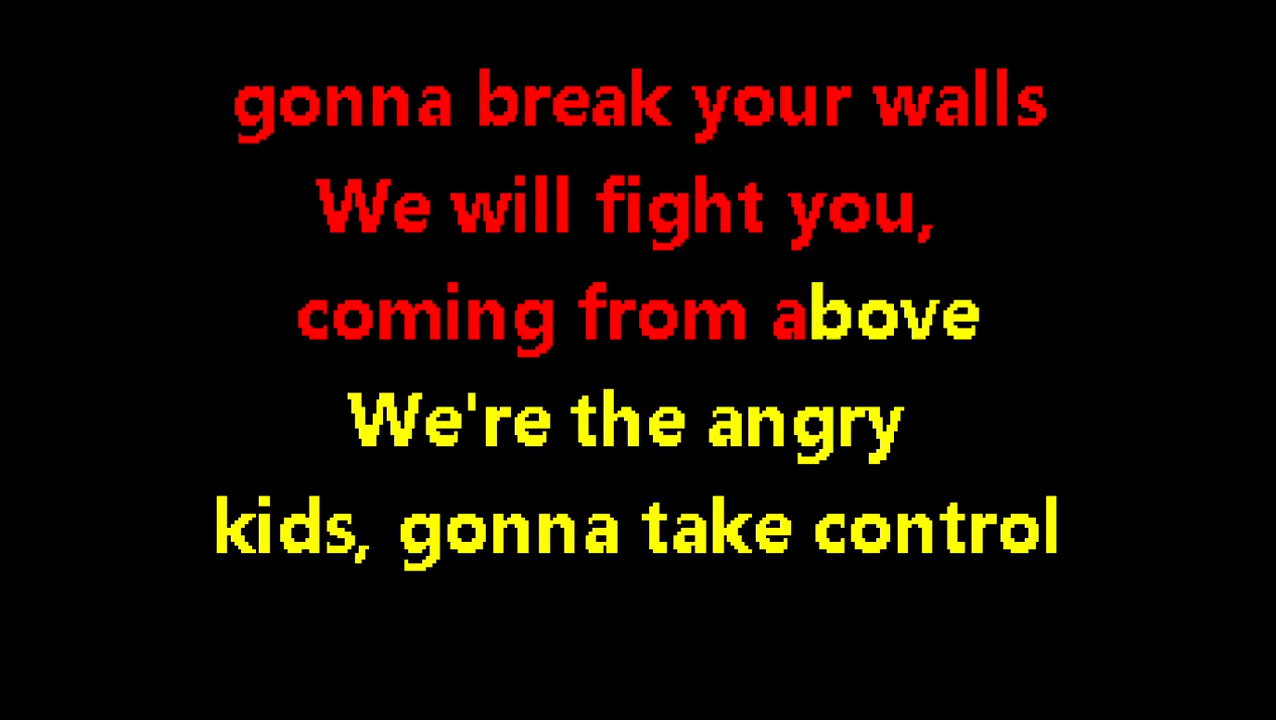 gonna break your walls
We will fight you,
coming from above
We're the angry
kids, gonna take control